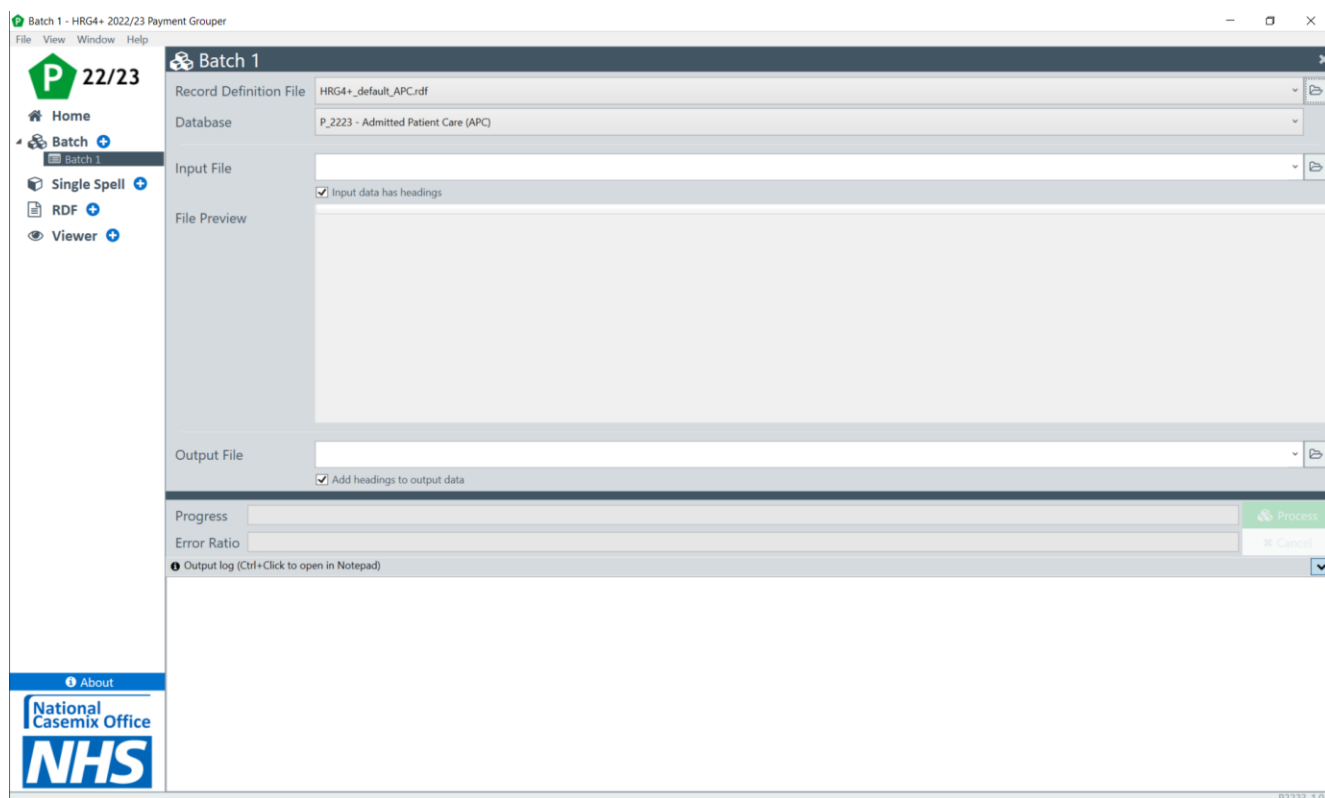 Batch 1 - HRG4+ 2022/23 Payment Grouper
File View Window Help
P 22/23
Home
Batch
Batch 1
Single Spell
RDF
Viewer
About
National
Casemix Office
NHS
Batch 1
Record Definition File HRG4+_default_APC.rdf
Database P_2223 - Admitted Patient Care (APC)
Input File
Input data has headings
File Preview
Output File
Add headings to output data
Progress
Process
Error Ratio
Cancel
Output log (Ctrl+Click to open in Notepad)